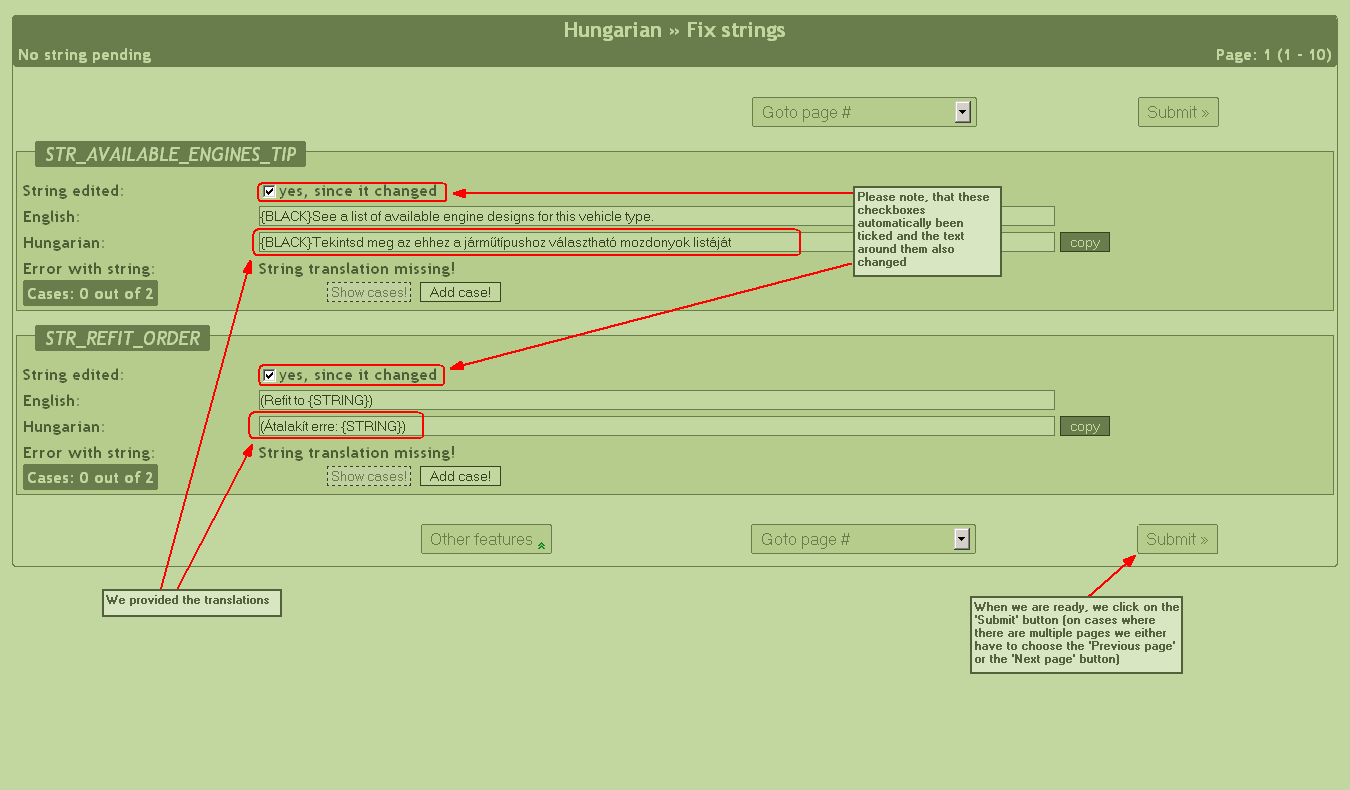 Hungarian » Fix strings
No string pending
Page: 1 (1 - 10)
Goto page #
Submit »
STR_AVAILABLE_ENGINES_TIP
String edited:
yes, since it changed
English:
{BLACK}See a list of available engine designs for this vehicle type.
Hungarian:
{BLACK}Tekintsd meg az ehhez a járműtípushoz választható mozdonyok listáját
copy
Error with string:
String translation missing!
Cases: 0 out of 2
Show cases!
Add case!
Please note, that these
checkboxes
automatically been
ticked and the text
around them also
changed
STR_REFIT_ORDER
String edited:
yes, since it changed
English:
(Refit to {STRING})
Hungarian:
(Átalakít erre: {STRING})
copy
Error with string:
String translation missing!
Cases: 0 out of 2
Show cases!
Add case!
Other features
Goto page #
Submit »
We provided the translations
When we are ready, we click on the
'Submit' button (on cases where
there are multiple pages we either
have to choose the 'Previous page'
or the 'Next page' button)